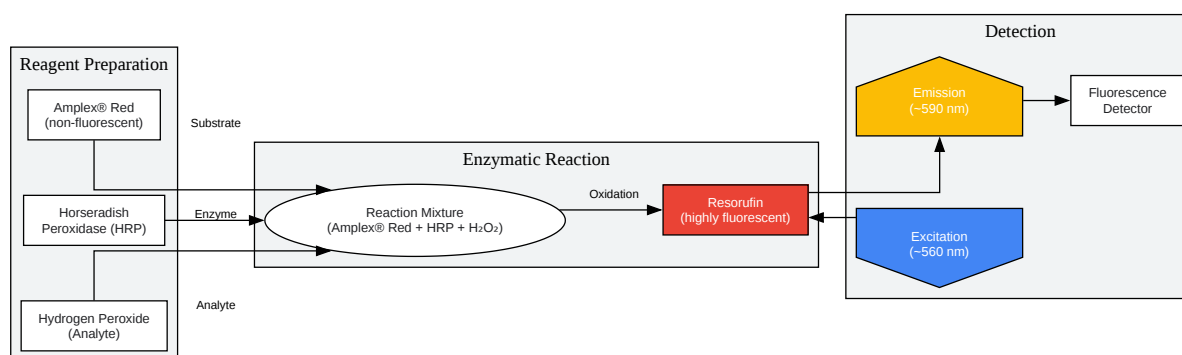 Reagent Preparation
Amplex® Red
(non-fluorescent)
Horseradish
Peroxidase (HRP)
Hydrogen Peroxide
(Analyte)
Substrate
Enzyme
Analyte
Enzymatic Reaction
Reaction Mixture
(Amplex® Red + HRP + H₂O₂)
Oxidation
Resorufin
(highly fluorescent)
Detection
Emission
(~590 nm)
Fluorescence
Detector
Excitation
(~560 nm)